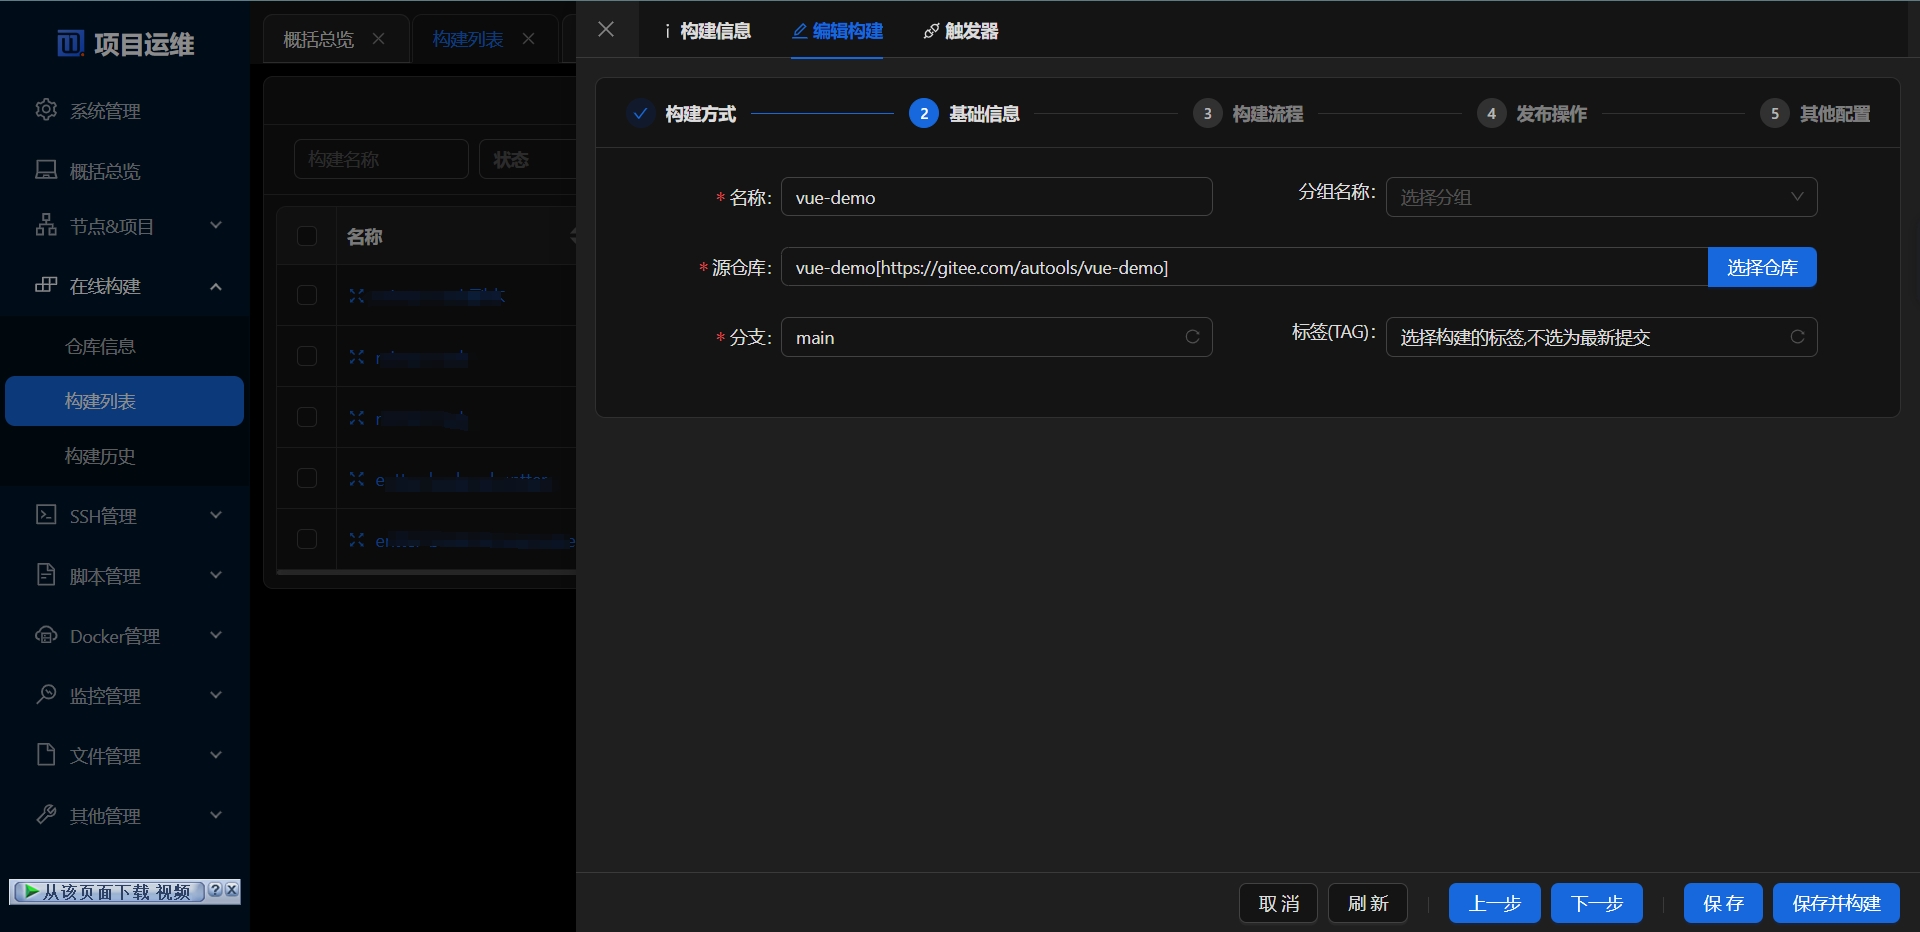 项目运维
系统管理
概括总览
节点&项目
在线构建
仓库信息
构建列表
构建历史
SSH管理
脚本管理
Docker管理
监控管理
文件管理
其他管理
从该页面下载 视频
概括总览
构建列表
构建名称
状态
名称
构建信息
编辑构建
触发器
构建方式
2 基础信息
3 构建流程
4 发布操作
5 其他配置
* 名称: vue-demo
分组名称: 选择分组
* 源仓库: vue-demo[https://gitee.com/autools/vue-demo] 选择仓库
* 分支: main
标签(TAG): 选择构建的标签,不选为最新提交
取消 刷新 上一步 下一步 保存 保存并构建